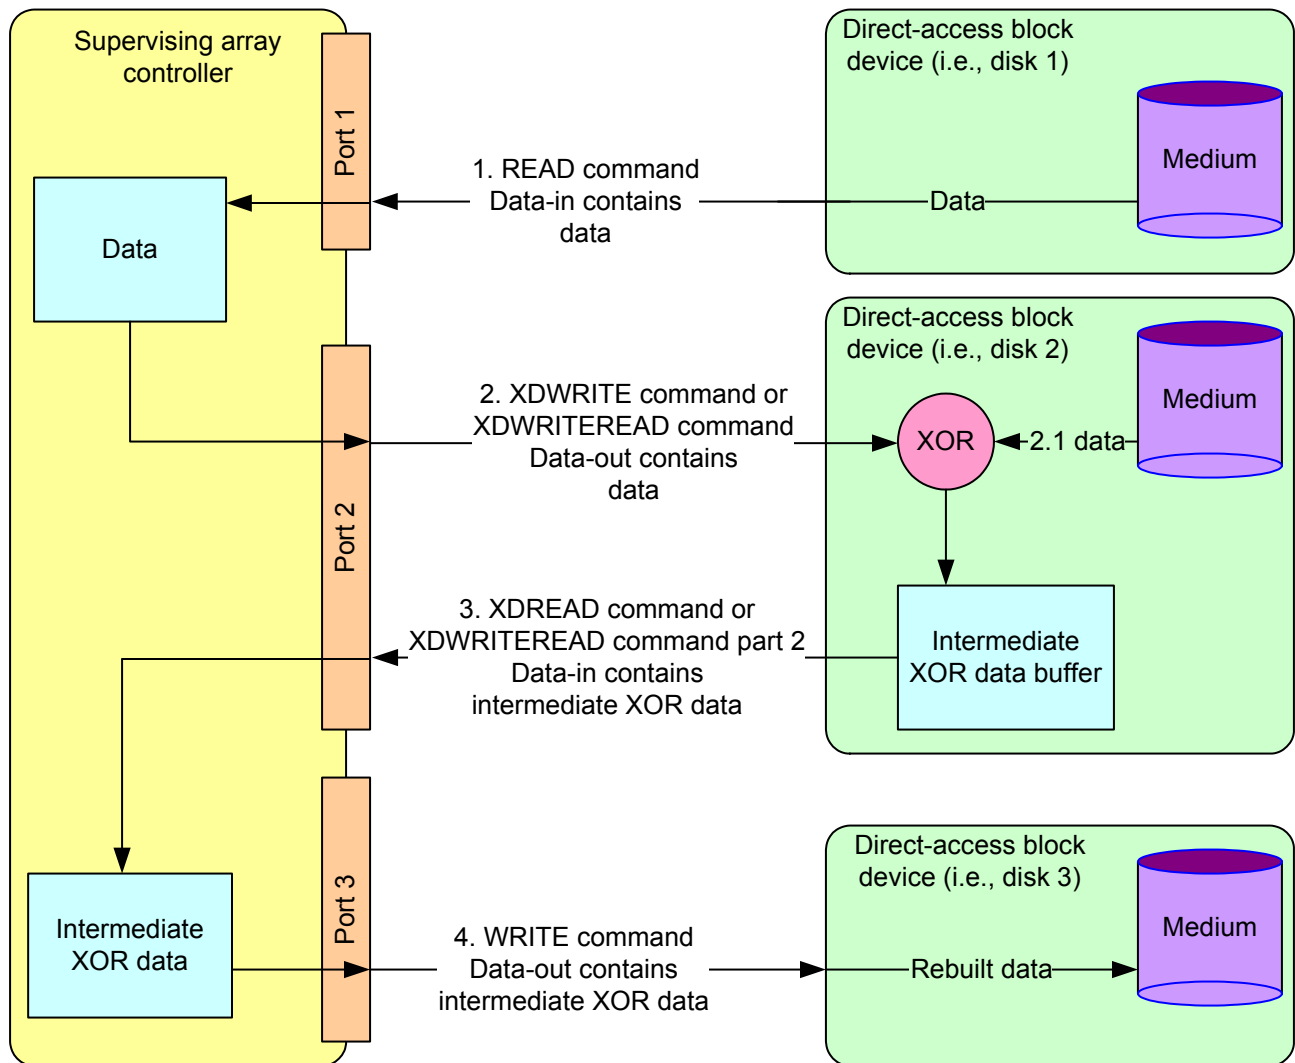 Supervising array
controller
Port 1
Data
1. READ command
Data-in contains
data
Direct-access block
device (i.e., disk 1)
Data
Medium
Port 2
2. XDWRITE command or
XDWRITEREAD command
Data-out contains
data
Direct-access block
device (i.e., disk 2)
XOR
2.1 data
Medium
3. XDREAD command or
XDWRITEREAD command part 2
Data-in contains
intermediate XOR data
Intermediate
XOR data buffer
Port 3
Intermediate
XOR data
4. WRITE command
Data-out contains
intermediate XOR data
Direct-access block
device (i.e., disk 3)
Rebuilt data
Medium